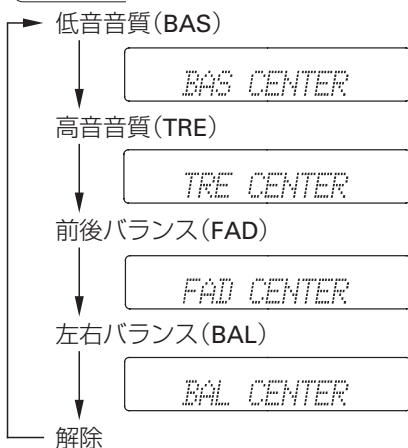 低音音質(BAS)
BAS CENTER
高音音質(TRE)
TRE CENTER
前後バランス(FAD)
FAD CENTER
左右バランス(BAL)
BAL CENTER
解除